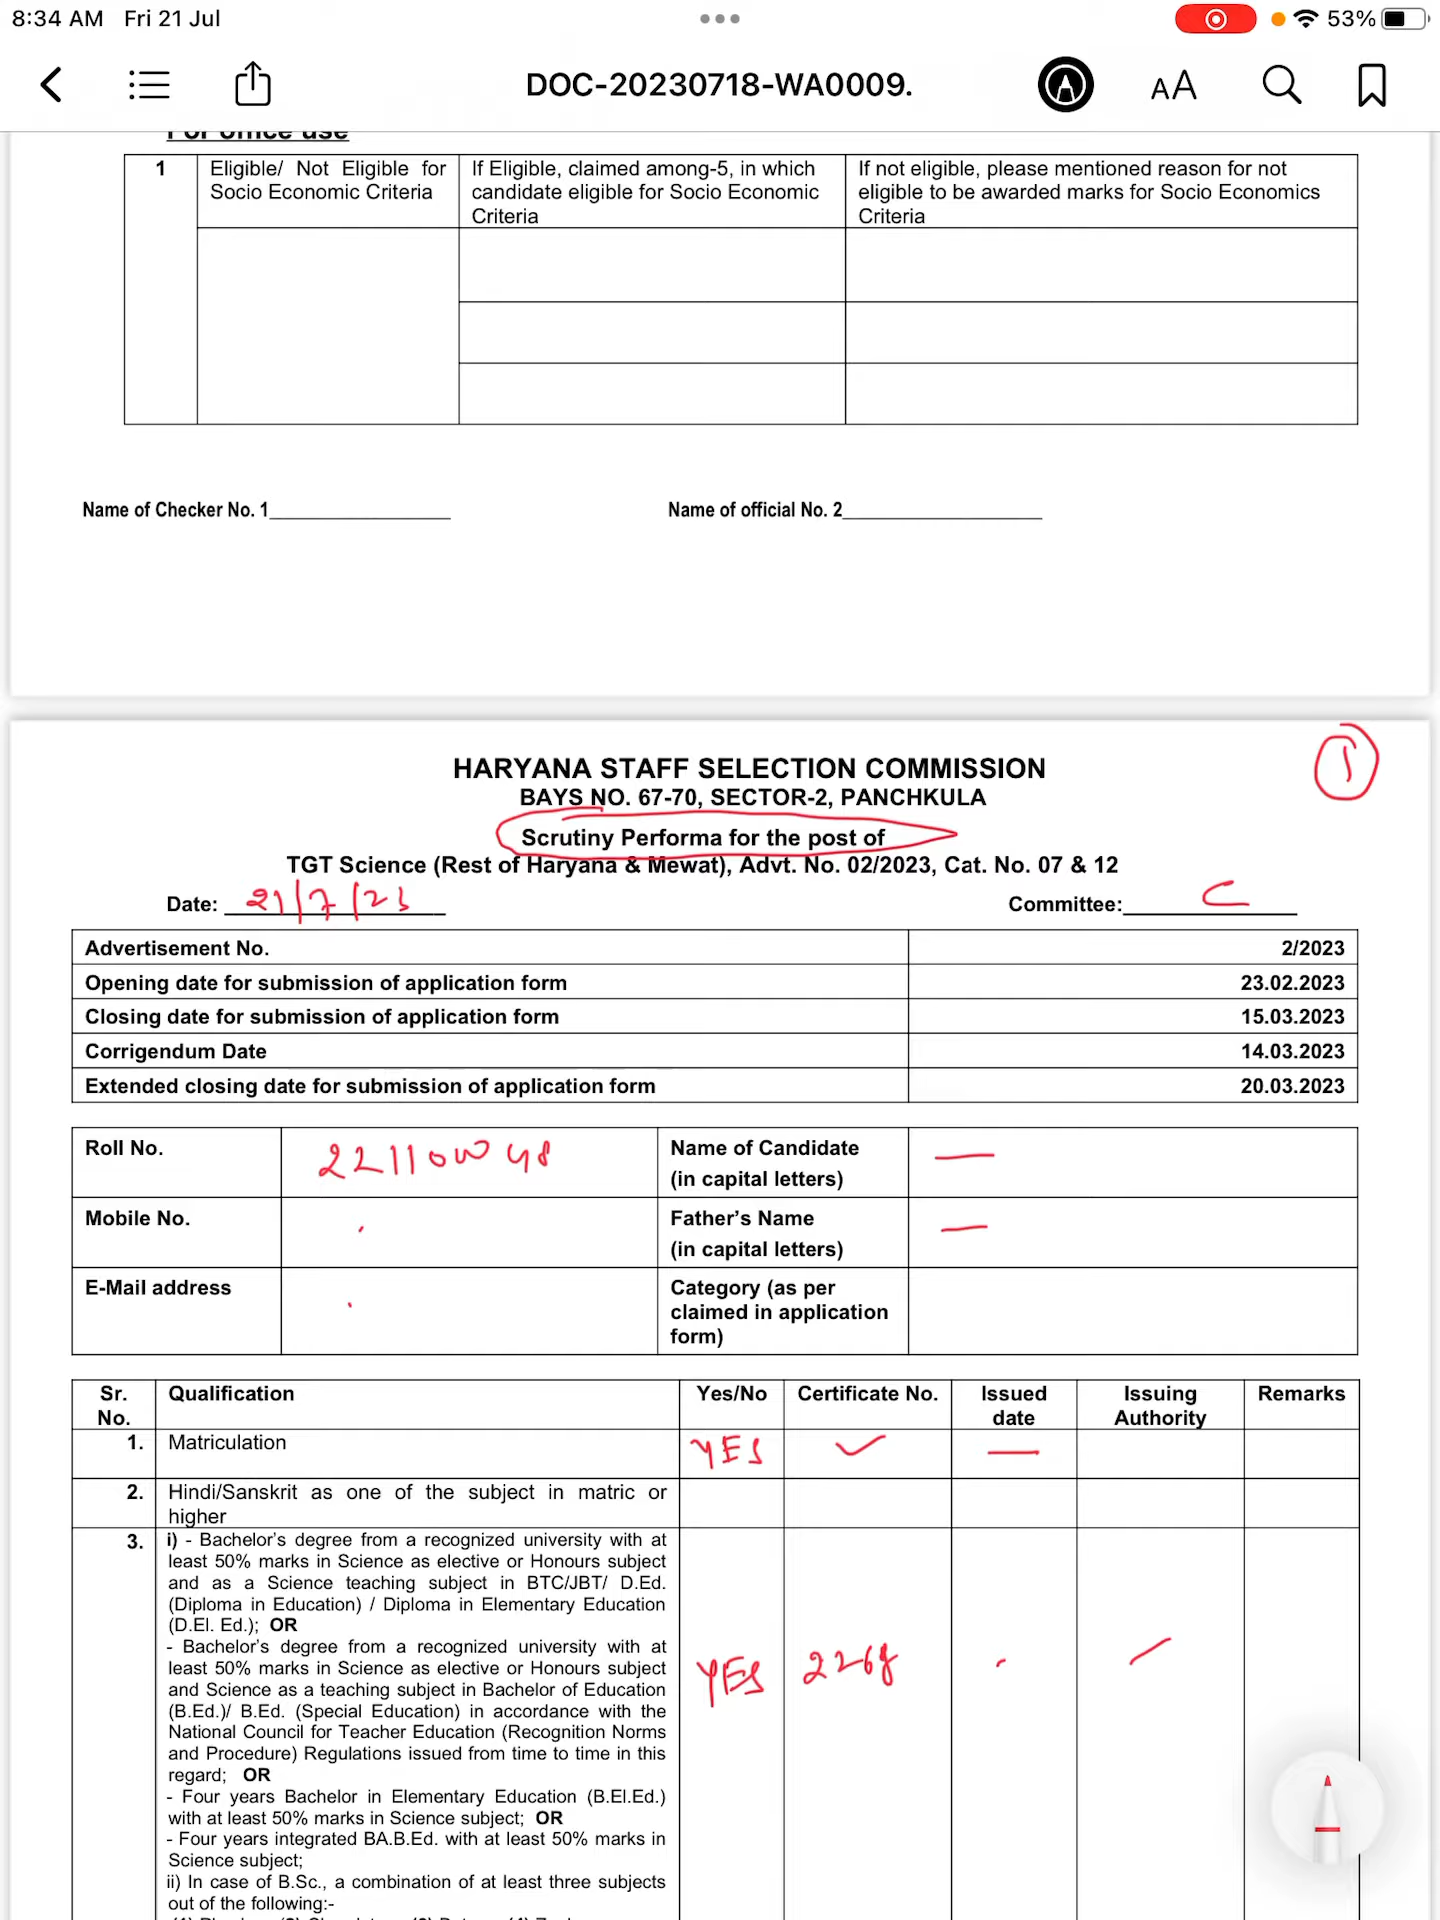 8:34 AM Fri 21 Jul
53%
DOC-20230718-WA0009.
AA
For office use
1
Eligible/ Not Eligible for
Socio Economic Criteria
If Eligible, claimed among-5, in which
candidate eligible for Socio Economic
Criteria
If not eligible, please mentioned reason for not
eligible to be awarded marks for Socio Economics
Criteria
Name of Checker No. 1
Name of official No. 2
1
HARYANA STAFF SELECTION COMMISSION
BAYS NO. 67-70, SECTOR-2, PANCHKULA
Scrutiny Performa for the post of
TGT Science (Rest of Haryana & Mewat), Advt. No. 02/2023, Cat. No. 07 & 12
Date: 21/7/23
Committee: C
Advertisement No. 2/2023
Opening date for submission of application form 23.02.2023
Closing date for submission of application form 15.03.2023
Corrigendum Date 14.03.2023
Extended closing date for submission of application form 20.03.2023
Roll No.
Name of Candidate
(in capital letters)
Mobile No.
Father's Name
(in capital letters)
E-Mail address
Category (as per
claimed in application
form)
Sr.
No.
Qualification
Yes/No
Certificate No.
Issued
date
Issuing
Authority
Remarks
1. Matriculation YES
2. Hindi/Sanskrit as one of the subject in matric or
higher
3. i) - Bachelor's degree from a recognized university with at
least 50% marks in Science as elective or Honours subject
and as a Science teaching subject in BTC/JBT/ D.Ed.
(Diploma in Education) / Diploma in Elementary Education
(D.El. Ed.); OR
- Bachelor's degree from a recognized university with at
least 50% marks in Science as elective or Honours subject
and Science as a teaching subject in Bachelor of Education
(B.Ed.)/ B.Ed. (Special Education) in accordance with the
National Council for Teacher Education (Recognition Norms
and Procedure) Regulations issued from time to time in this
regard; OR
- Four years Bachelor in Elementary Education (B.El.Ed.)
with at least 50% marks in Science subject; OR
- Four years integrated BA.B.Ed. with at least 50% marks in
Science subject;
ii) In case of B.Sc., a combination of at least three subjects
out of the following:-
YES 2268